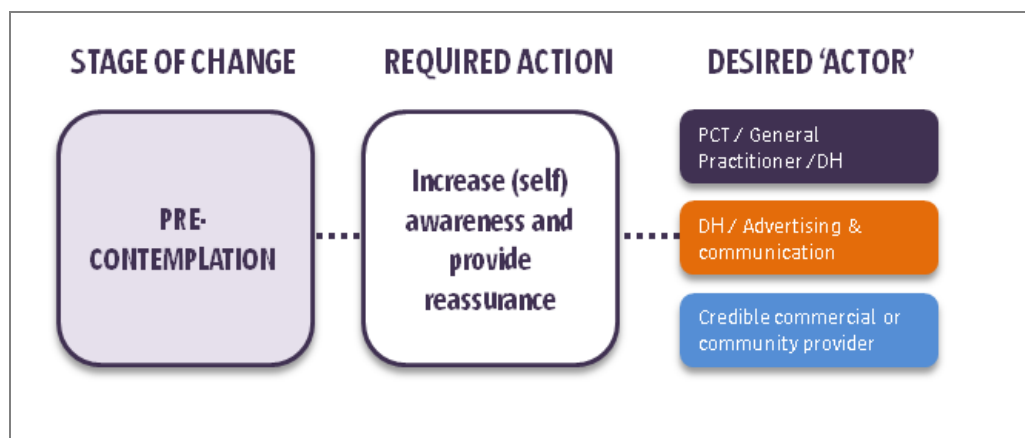 STAGE OF CHANGE
REQUIRED ACTION
DESIRED ‘ACTOR’
PRE-
CONTEMPLATION
Increase (self)
awareness and
provide
reassurance
PCT / General
Practitioner /DH
DH / Advertising &
communication
Credible commercial or
community provider